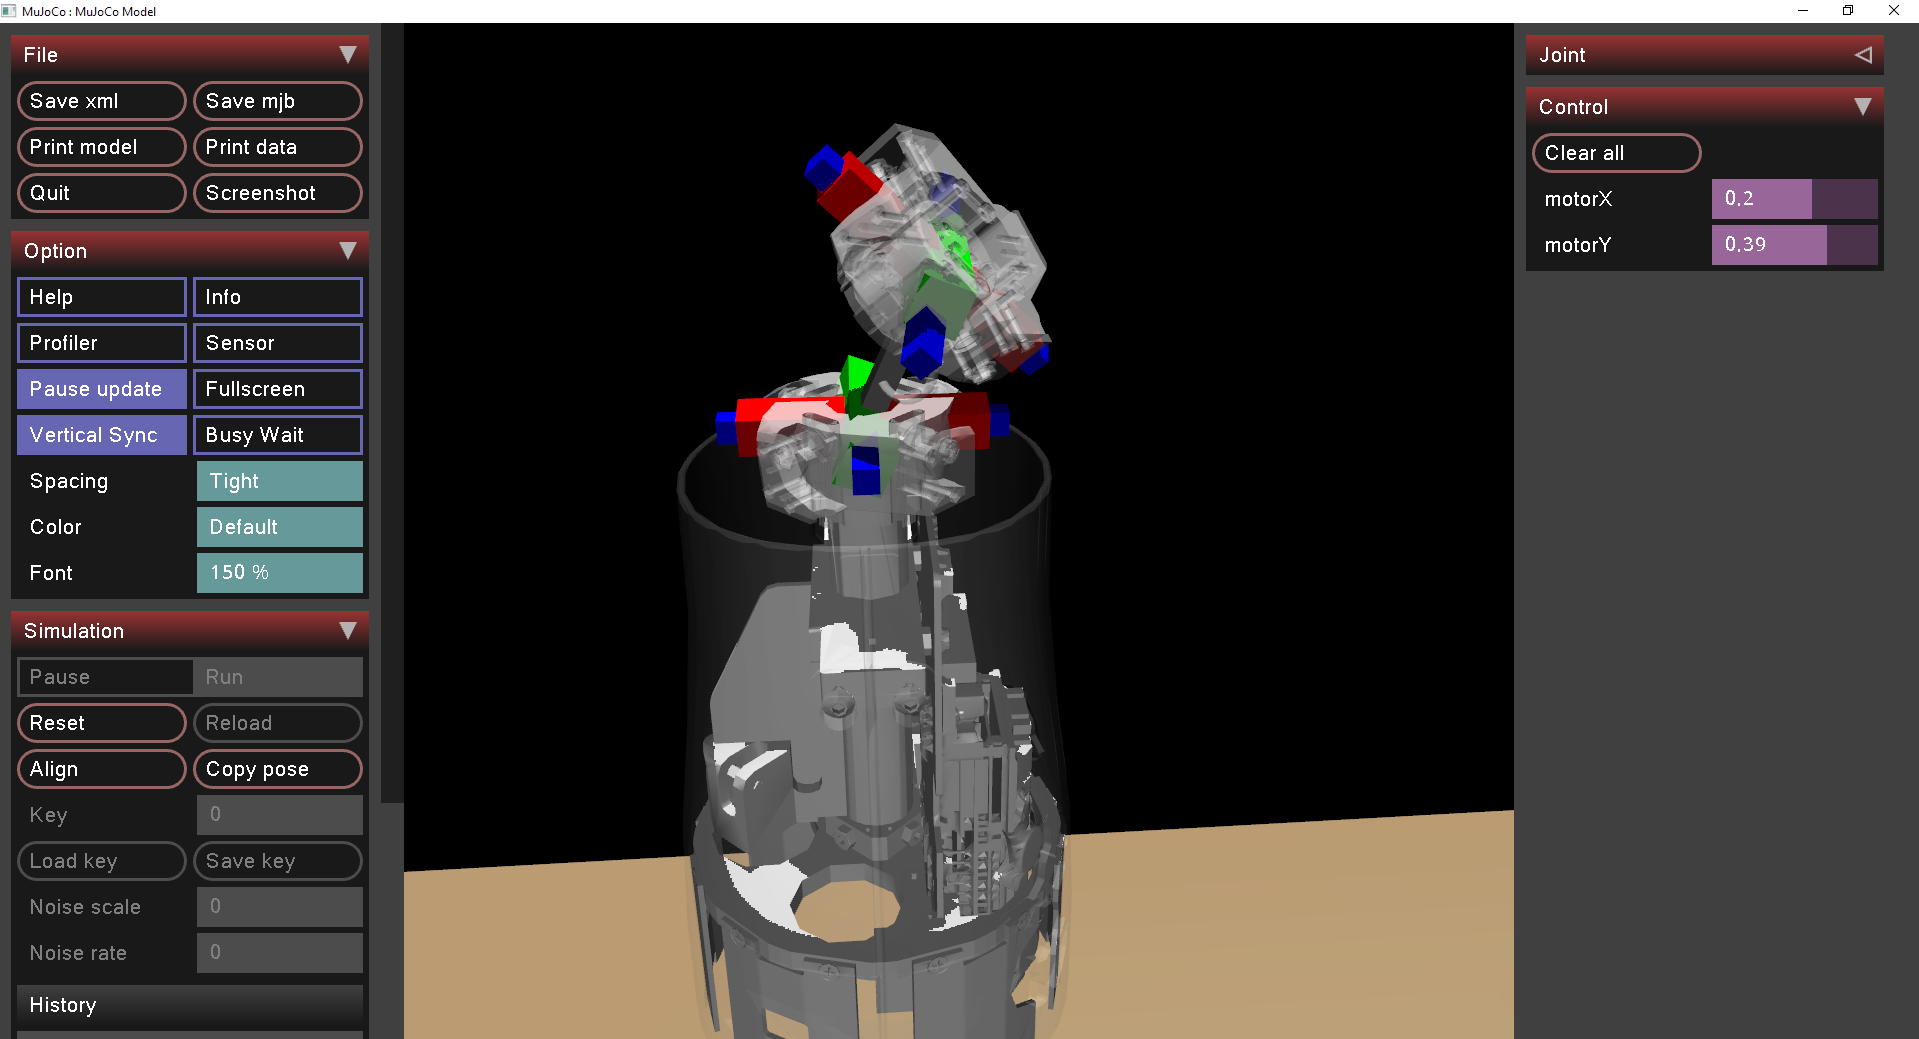 MuJoCo : MuJoCo Model
File
Save xml Save mjb
Print model Print data
Quit Screenshot
Option
Help Info
Profiler Sensor
Pause update Fullscreen
Vertical Sync Busy Wait
Spacing Tight
Color Default
Font 150 %
Simulation
Pause Run
Reset Reload
Align Copy pose
Key 0
Load key Save key
Noise scale 0
Noise rate 0
History
Joint
Control
Clear all
motorX 0.2
motorY 0.39